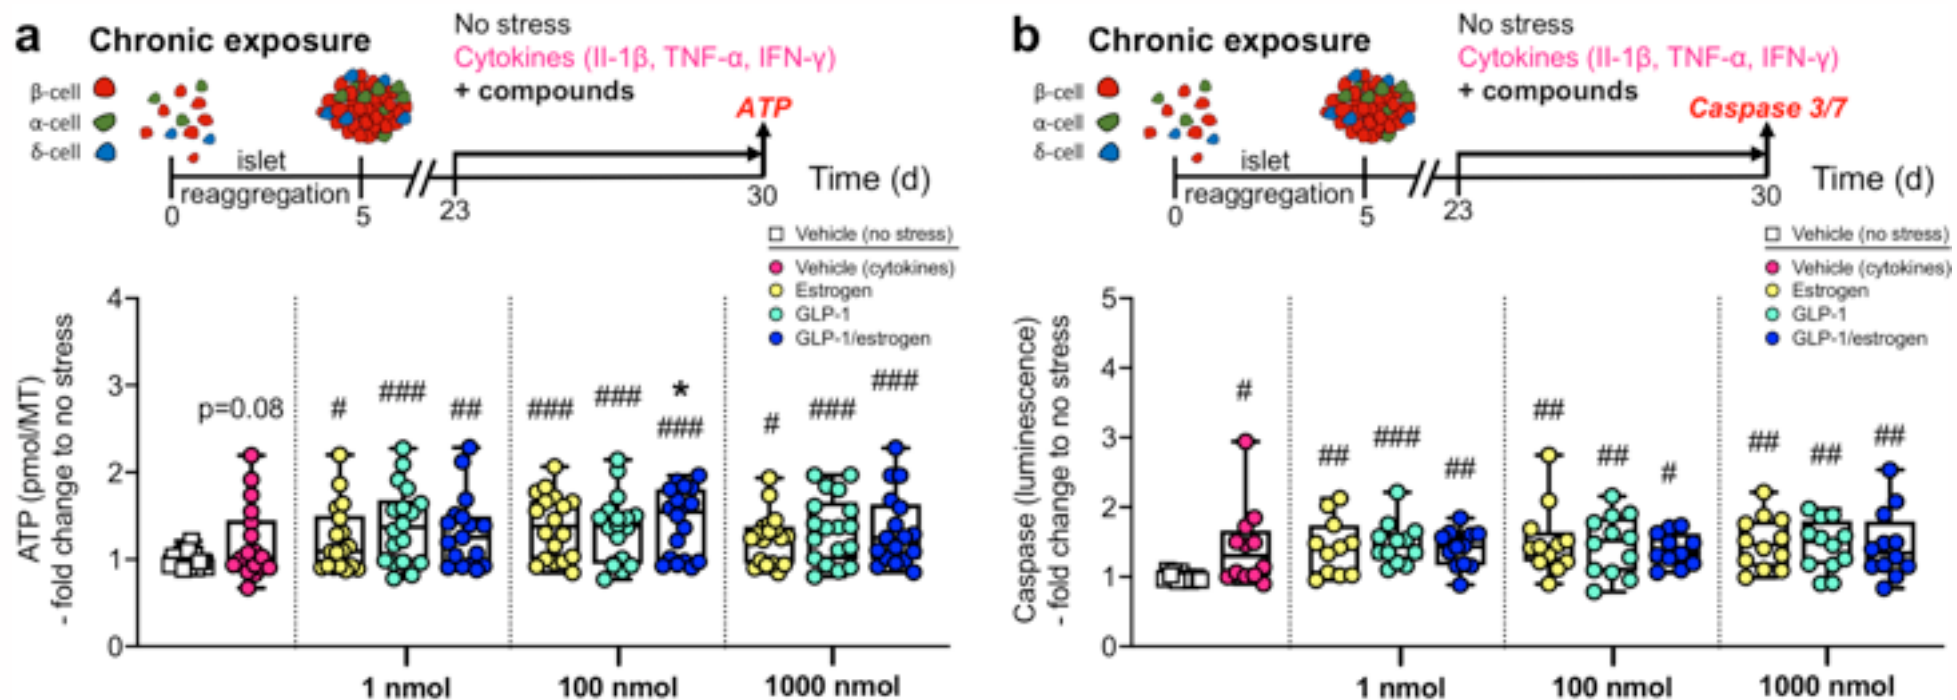 a
Chronic exposure
No stress
Cytokines (Il-1β, TNF-α, IFN-γ)
+ compounds
β-cell
α-cell
δ-cell
ATP
islet
reaggregation
Time (d)
0
5
23
30
Vehicle (no stress)
Vehicle (cytokines)
Estrogen
GLP-1
GLP-1/estrogen
ATP (pmol/MT)
- fold change to no stress
4
3
2
1
0
p=0.08
#
###
##
###
###
*
###
#
###
###
1 nmol
100 nmol
1000 nmol
b
Chronic exposure
No stress
Cytokines (Il-1β, TNF-α, IFN-γ)
+ compounds
β-cell
α-cell
δ-cell
Caspase 3/7
islet
reaggregation
Time (d)
0
5
23
30
Vehicle (no stress)
Vehicle (cytokines)
Estrogen
GLP-1
GLP-1/estrogen
Caspase (luminescence)
- fold change to no stress
5
4
3
2
1
0
#
##
###
##
##
##
#
##
##
##
1 nmol
100 nmol
1000 nmol